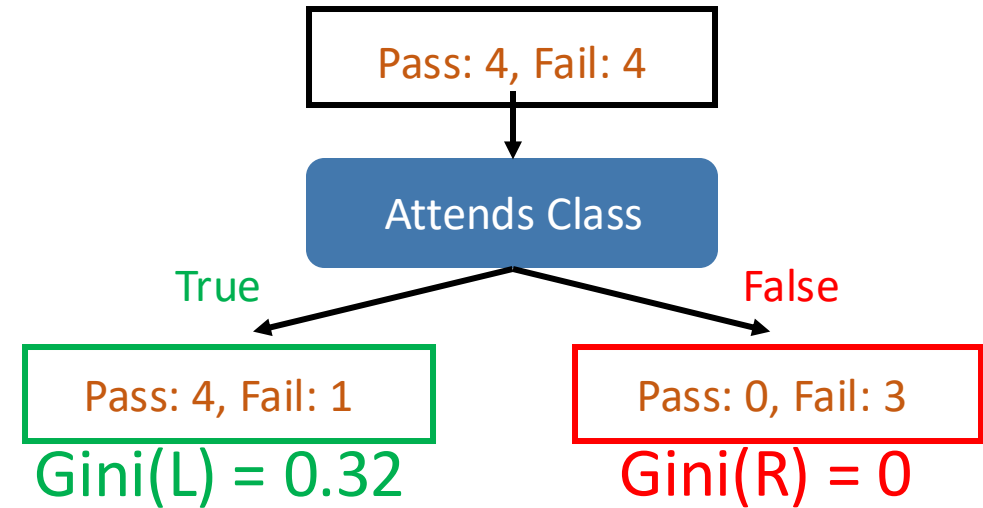 Pass: 4, Fail: 4
Attends Class
True
False
Pass: 4, Fail: 1
Pass: 0, Fail: 3
Gini(L) = 0.32
Gini(R) = 0